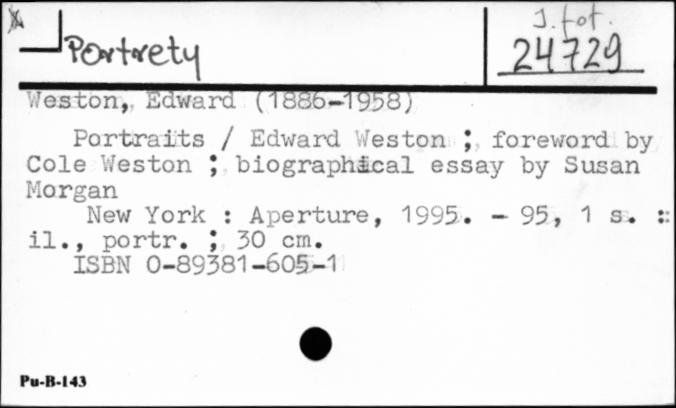 Portrety
J. fot.
24729
Weston, Edward (1886-1958)
Portraits / Edward Weston ; foreword by
Cole Weston ; biographical essay by Susan
Morgan
New York : Aperture, 1995. - 95, 1 s. :
il., portr. ; 30 cm.
ISBN 0-89381-605-1
Pu-B-143